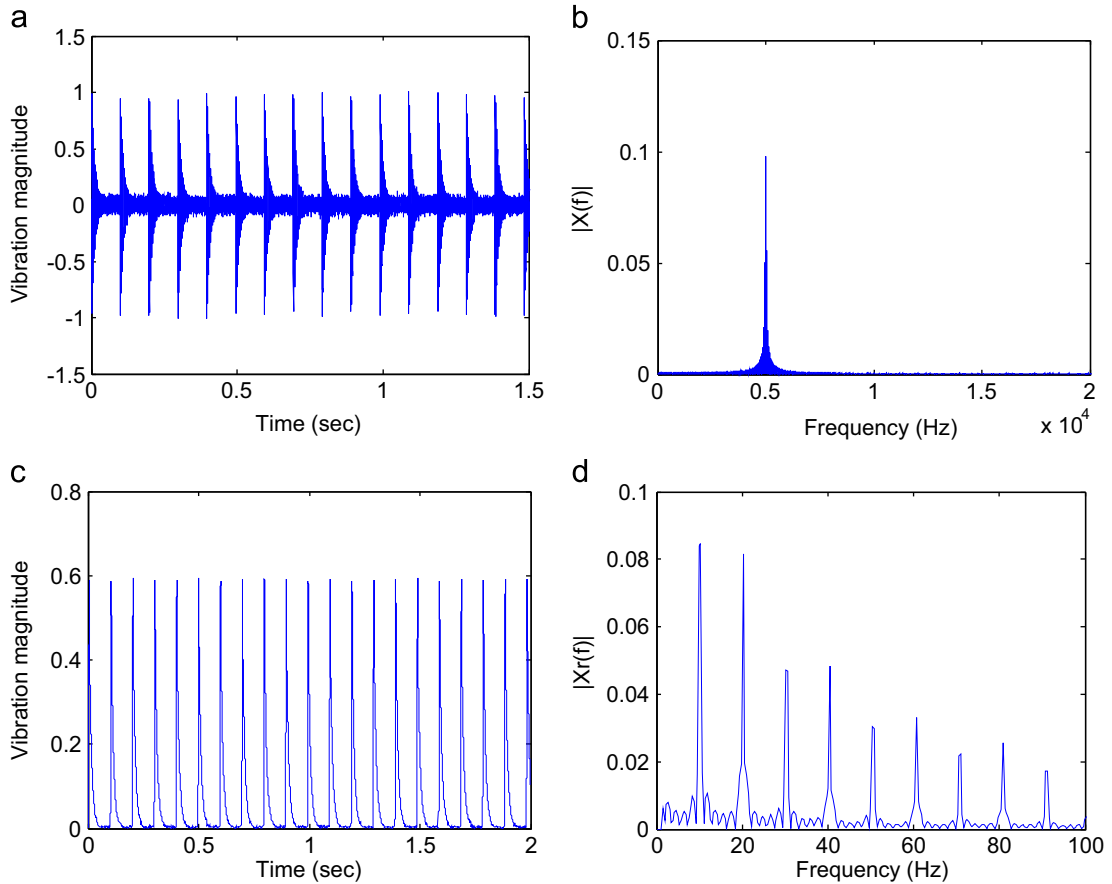 a
1.5
1
0.5
0
-0.5
-1
-1.5
Vibration magnitude
0 0.5 1 1.5
Time (sec)
b
0.15
0.1
0.05
0
|X(f)|
0 0.5 1 1.5 2
x 10⁴
Frequency (Hz)
c
0.8
0.6
0.4
0.2
0
Vibration magnitude
0 0.5 1 1.5 2
Time (sec)
d
0.1
0.08
0.06
0.04
0.02
0
|Xr(f)|
0 20 40 60 80 100
Frequency (Hz)